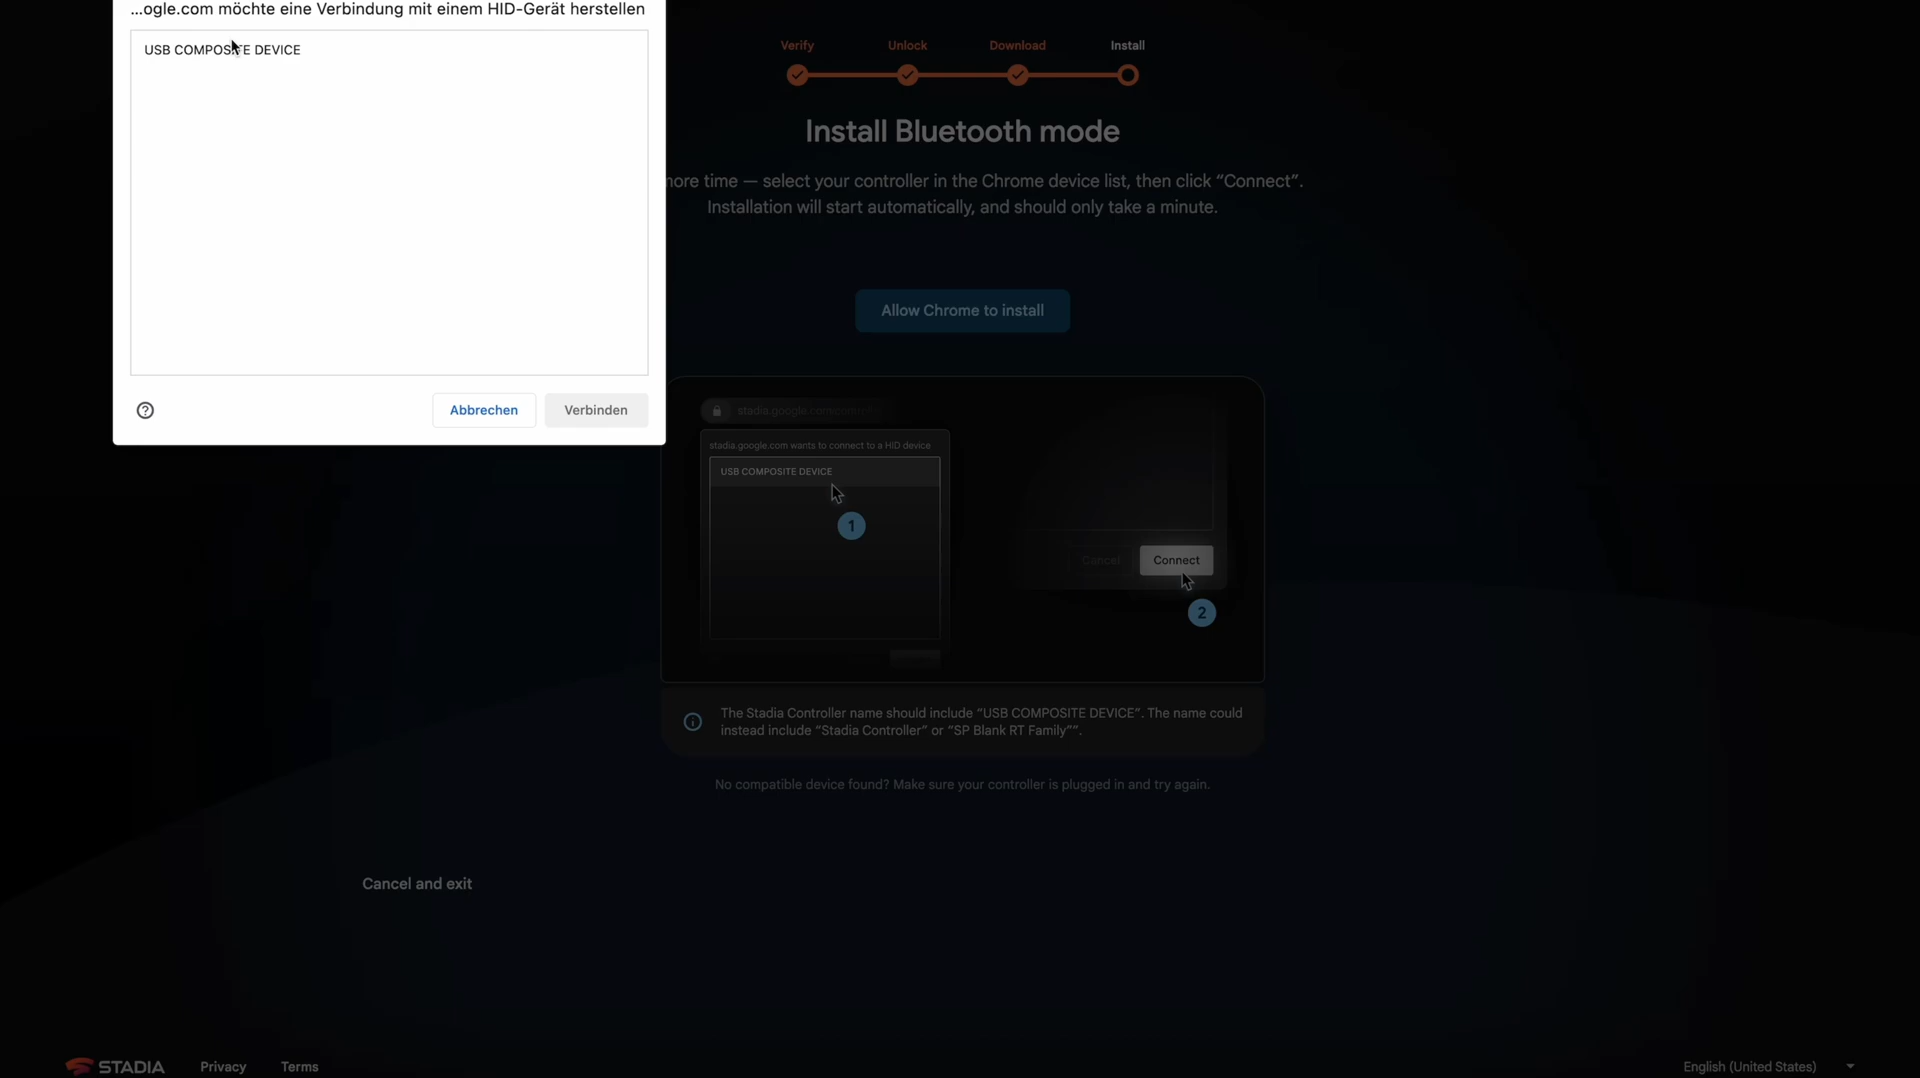 ...ogle.com möchte eine Verbindung mit einem HID-Gerät herstellen
USB COMPOSITE DEVICE
Abbrechen
Verbinden
Verify
Unlock
Download
Install
Install Bluetooth mode
more time — select your controller in the Chrome device list, then click “Connect”.
Installation will start automatically, and should only take a minute.
Allow Chrome to install
stadia.google.com
stadia.google.com wants to connect to a HID device
USB COMPOSITE DEVICE
1
Cancel
Connect
2
The Stadia Controller name should include “USB COMPOSITE DEVICE”. The name could
instead include “Stadia Controller” or “SP Blank RT Family””.
No compatible device found? Make sure your controller is plugged in and try again.
Cancel and exit
STADIA
Privacy
Terms
English (United States)